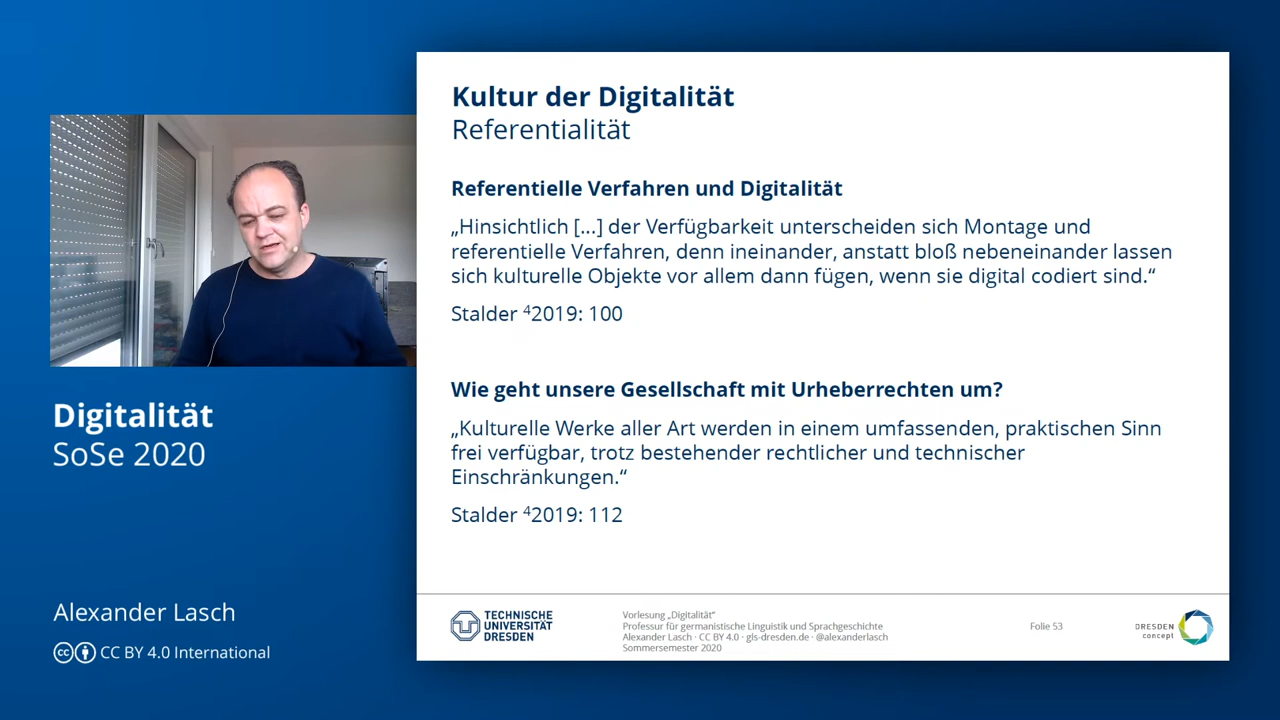 Kultur der Digitalität
Referentialität
Referentielle Verfahren und Digitalität
„Hinsichtlich [...] der Verfügbarkeit unterscheiden sich Montage und
referentielle Verfahren, denn ineinander, anstatt bloß nebeneinander lassen
sich kulturelle Objekte vor allem dann fügen, wenn sie digital codiert sind.“
Stalder ⁴2019: 100
Wie geht unsere Gesellschaft mit Urheberrechten um?
„Kulturelle Werke aller Art werden in einem umfassenden, praktischen Sinn
frei verfügbar, trotz bestehender rechtlicher und technischer
Einschränkungen.“
Stalder ⁴2019: 112
Digitalität
SoSe 2020
Alexander Lasch
cc CC BY 4.0 International
TECHNISCHE
UNIVERSITÄT
DRESDEN
Vorlesung „Digitalität“
Professur für germanistische Linguistik und Sprachgeschichte
Alexander Lasch · CC BY 4.0 · gls-dresden.de · @alexanderlasch
Sommersemester 2020
Folie 53
DRESDEN
concept